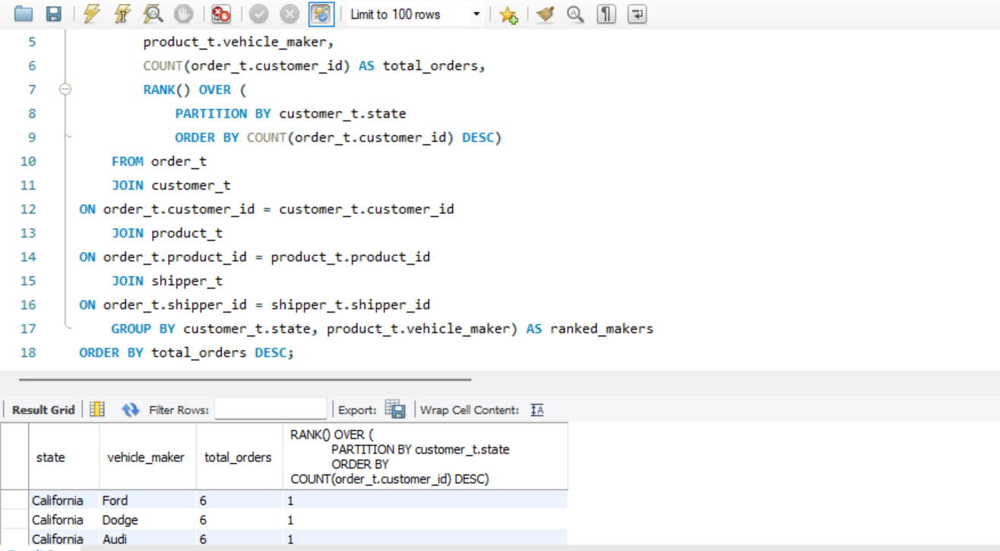 Limit to 100 rows
5 product_t.vehicle_maker,
6 COUNT(order_t.customer_id) AS total_orders,
7 RANK() OVER (
8 PARTITION BY customer_t.state
9 ORDER BY COUNT(order_t.customer_id) DESC)
10 FROM order_t
11 JOIN customer_t
12 ON order_t.customer_id = customer_t.customer_id
13 JOIN product_t
14 ON order_t.product_id = product_t.product_id
15 JOIN shipper_t
16 ON order_t.shipper_id = shipper_t.shipper_id
17 GROUP BY customer_t.state, product_t.vehicle_maker) AS ranked_makers
18 ORDER BY total_orders DESC;
Result Grid Filter Rows: Export: Wrap Cell Content: IA
state vehicle_maker total_orders RANK() OVER (
PARTITION BY customer_t.state
ORDER BY
COUNT(order_t.customer_id) DESC)
California Ford 6 1
California Dodge 6 1
California Audi 6 1